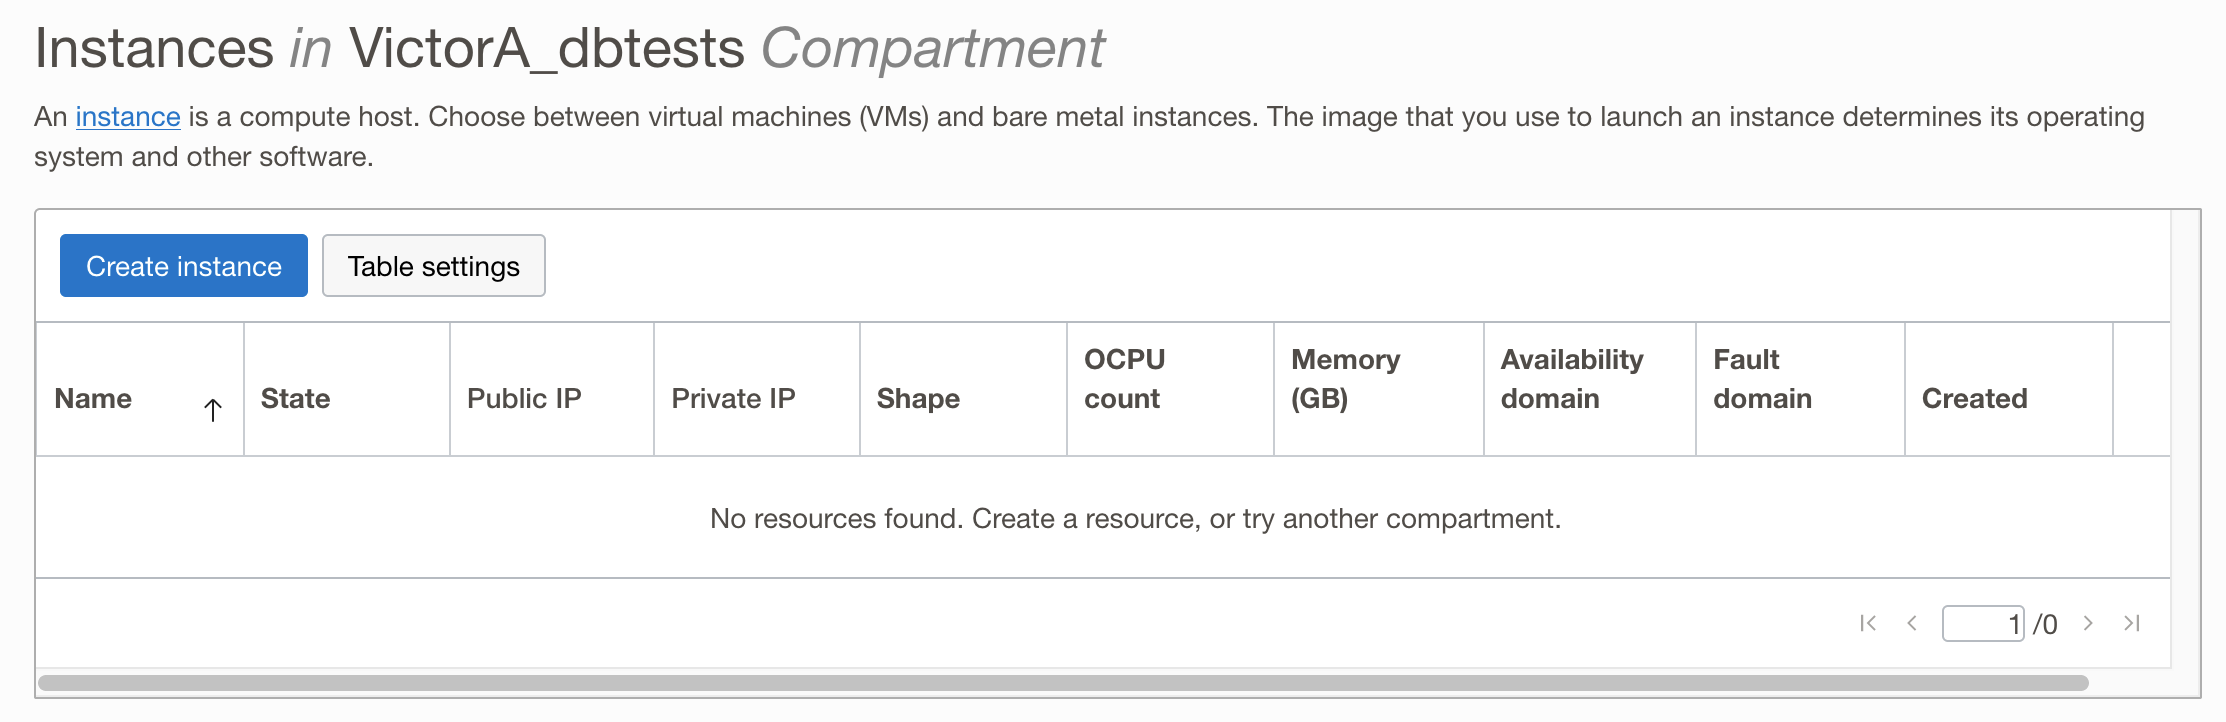 Instances in VictorA_dbtests Compartment
An instance is a compute host. Choose between virtual machines (VMs) and bare metal instances. The image that you use to launch an instance determines its operating
system and other software.
Create instance Table settings
Name ↑ State Public IP Private IP Shape OCPU count Memory (GB) Availability domain Fault domain Created
No resources found. Create a resource, or try another compartment.
1 /0